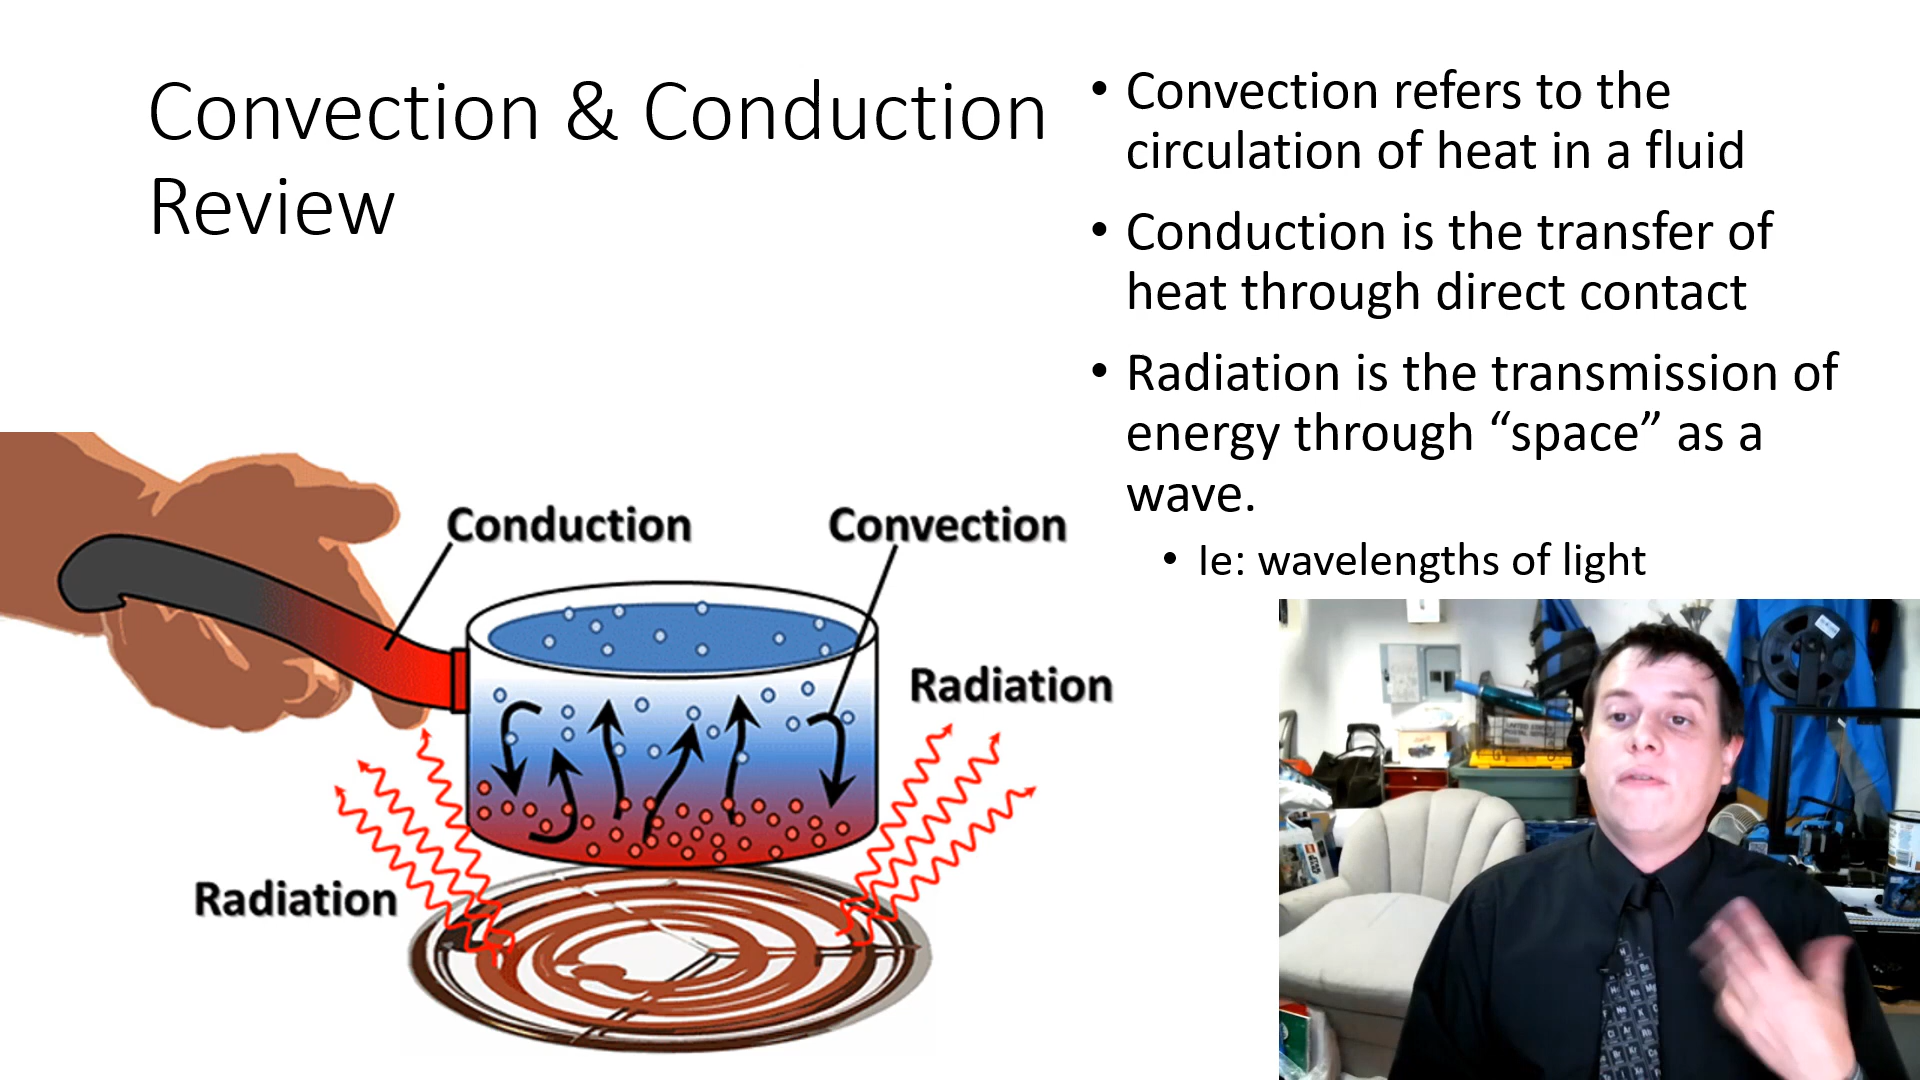 Convection & Conduction
Review
• Convection refers to the
circulation of heat in a fluid
• Conduction is the transfer of
heat through direct contact
• Radiation is the transmission of
energy through “space” as a
wave.
• Ie: wavelengths of light
Conduction
Convection
Radiation
Radiation